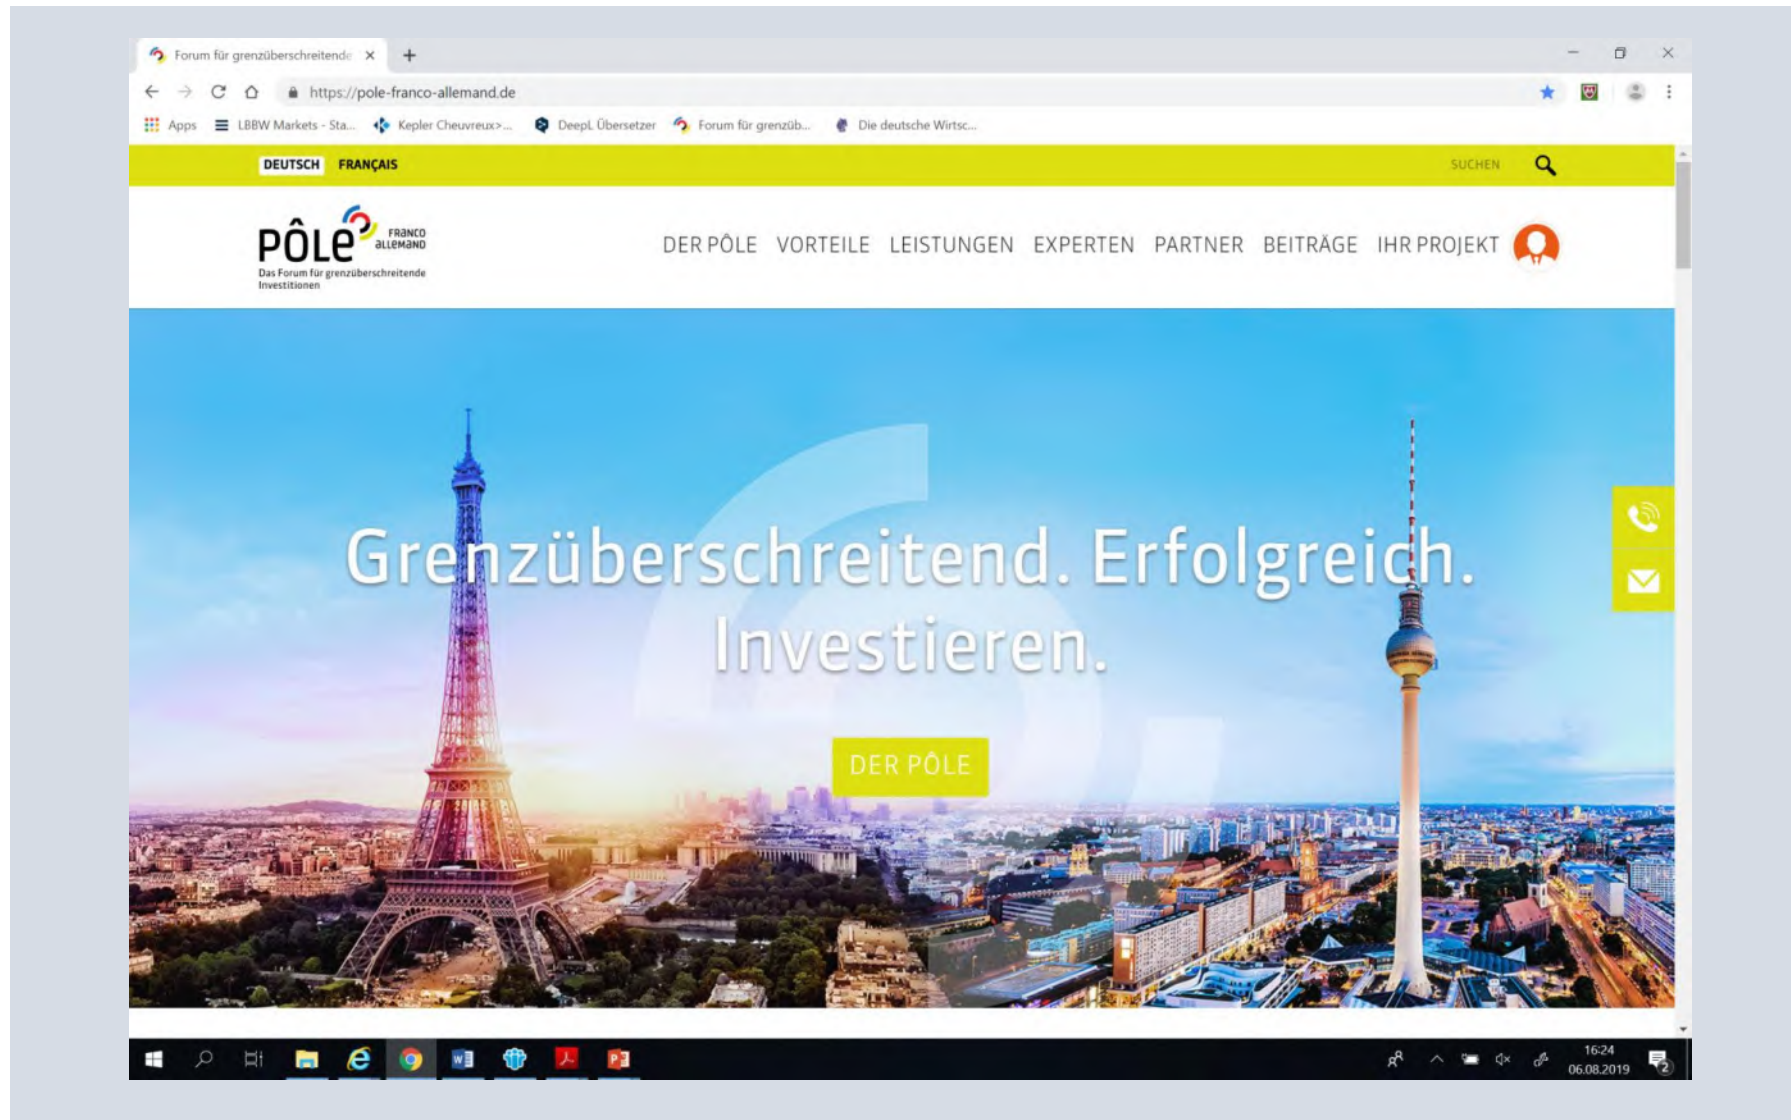 Forum für grenzüberschreitende
https://pole-franco-allemand.de
Apps LBBW Markets - Sta... Kepler Cheuvreux>... DeepL Übersetzer Forum für grenzüb... Die deutsche Wirtsc...
DEUTSCH FRANÇAIS SUCHEN
PÔLE FRANCO ALLEMAND
Das Forum für grenzüberschreitende
Investitionen
DER PÔLE VORTEILE LEISTUNGEN EXPERTEN PARTNER BEITRÄGE IHR PROJEKT
Grenzüberschreitend. Erfolgreich.
Investieren.
DER PÔLE
16:24
06.08.2019
2